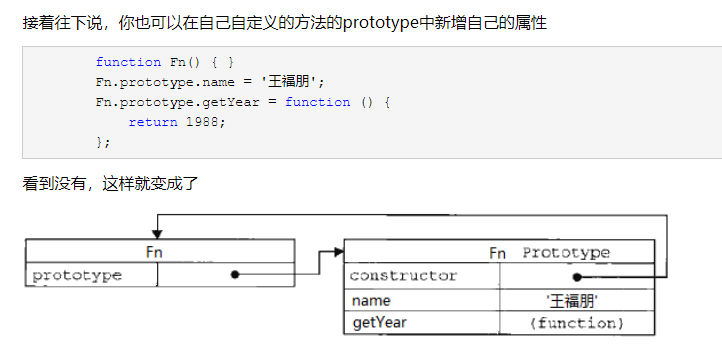 接着往下说，你也可以在自己自定义的方法的prototype中新增自己的属性
function Fn() { }
Fn.prototype.name = '王福朋';
Fn.prototype.getYear = function () {
return 1988;
};
看到没有，这样就变成了
Fn
prototype
Fn Prototype
constructor
name '王福朋'
getYear (function)